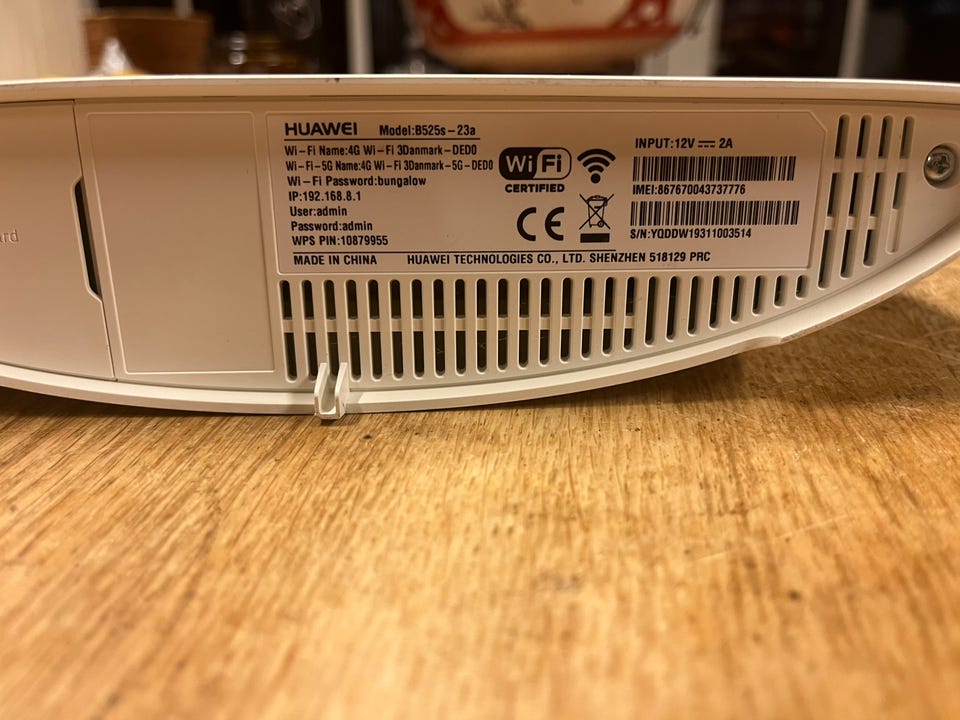 HUAWEI Model:B525s-23a
Wi-Fi Name:4G Wi-Fi 3Danmark-DED0
Wi-Fi-5G Name:4G Wi-Fi 3Danmark-5G-DED0
Wi-Fi Password:bungalow
IP:192.168.8.1
User:admin
Password:admin
WPS PIN:10879955
Wi Fi
CERTIFIED
CE
INPUT:12V ⎓ 2A
IMEI:867670043737776
S/N:YQDDW19311003514
MADE IN CHINA HUAWEI TECHNOLOGIES CO., LTD. SHENZHEN 518129 PRC